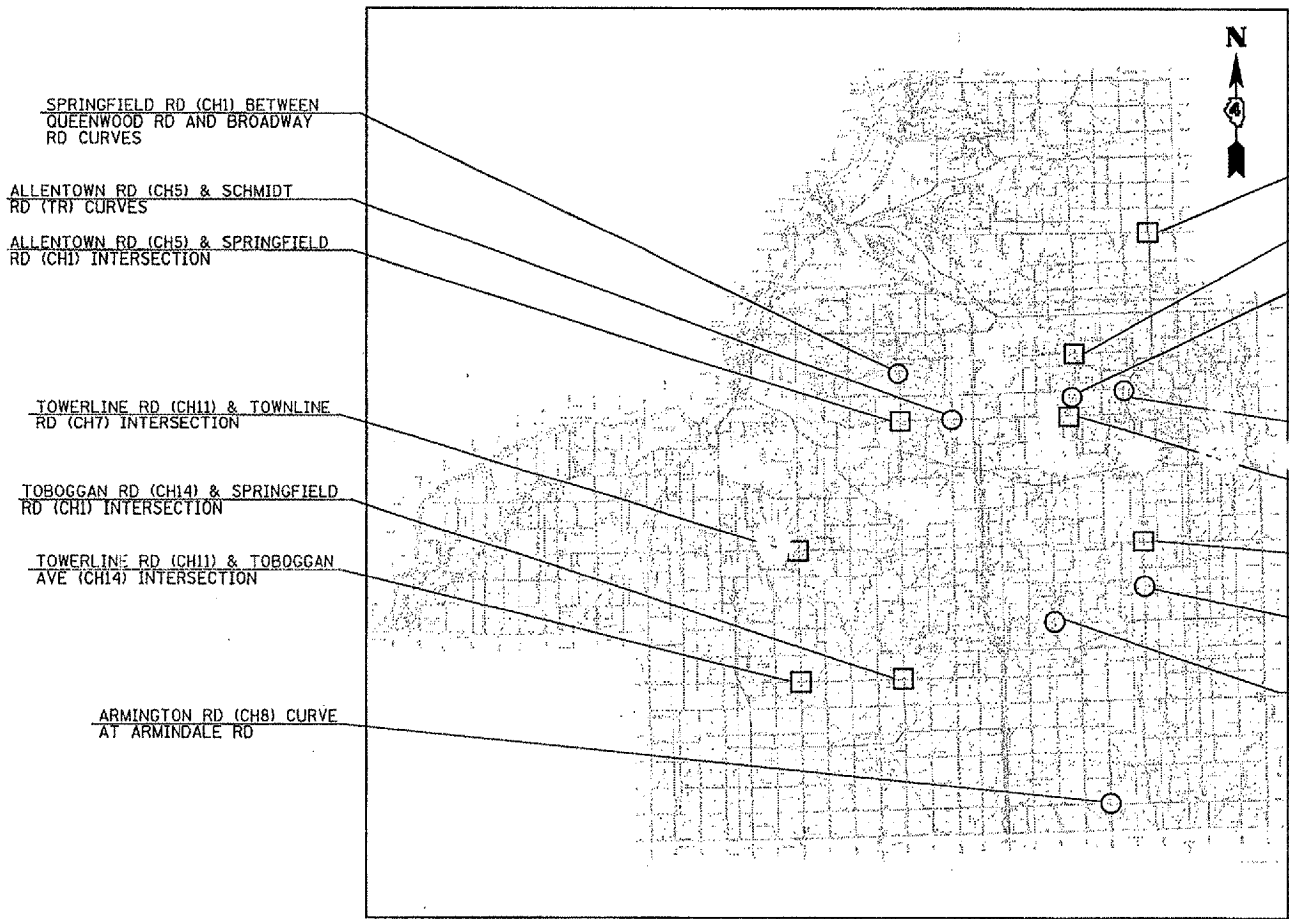 N
4
SPRINGFIELD RD (CH1) BETWEEN
QUEENWOOD RD AND BROADWAY
RD CURVES
ALLENTOWN RD (CH5) & SCHMIDT
RD (TR) CURVES
ALLENTOWN RD (CH5) & SPRINGFIELD
RD (CH1) INTERSECTION
TOWERLINE RD (CH11) & TOWNLINE
RD (CH7) INTERSECTION
TOBOGGAN RD (CH14) & SPRINGFIELD
RD (CH1) INTERSECTION
TOWERLINE RD (CH11) & TOBOGGAN
AVE (CH14) INTERSECTION
ARMINGTON RD (CH8) CURVE
AT ARMINDALE RD